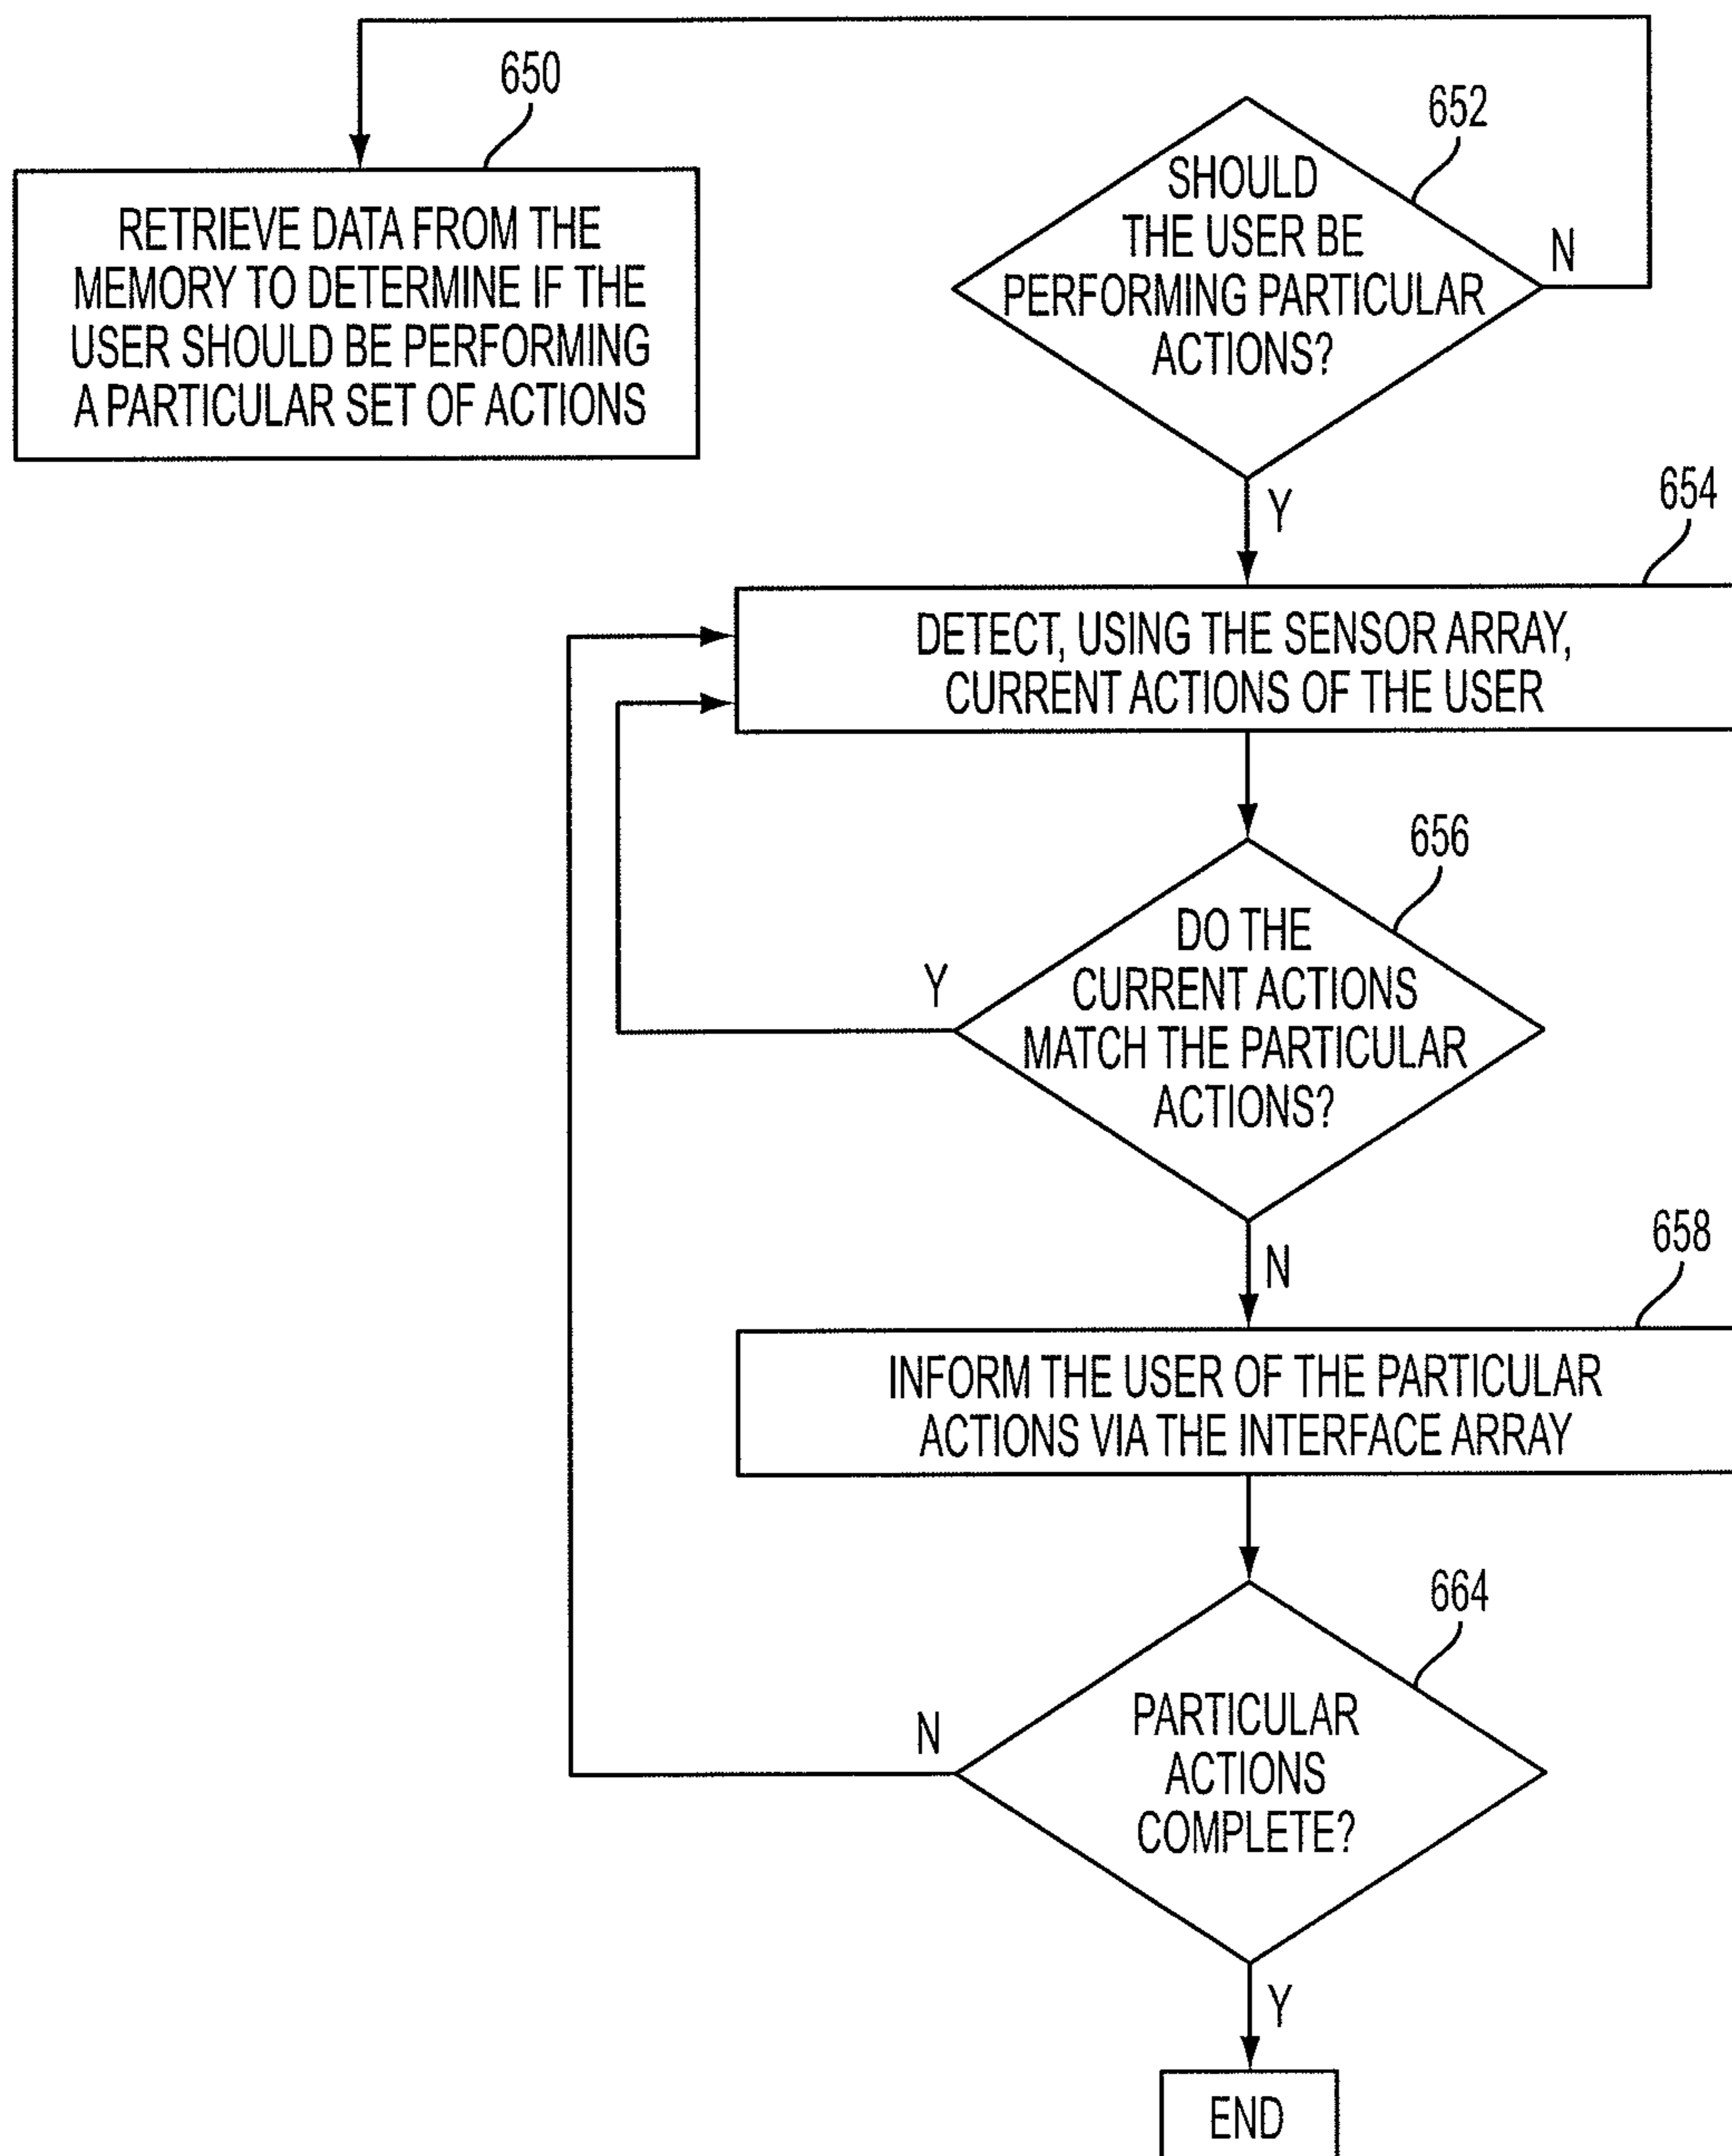 650
RETRIEVE DATA FROM THE
MEMORY TO DETERMINE IF THE
USER SHOULD BE PERFORMING
A PARTICULAR SET OF ACTIONS
652
SHOULD
THE USER BE
PERFORMING PARTICULAR
ACTIONS?
N
Y
654
DETECT, USING THE SENSOR ARRAY,
CURRENT ACTIONS OF THE USER
656
DO THE
CURRENT ACTIONS
MATCH THE PARTICULAR
ACTIONS?
Y
N
658
INFORM THE USER OF THE PARTICULAR
ACTIONS VIA THE INTERFACE ARRAY
664
PARTICULAR
ACTIONS
COMPLETE?
N
Y
END